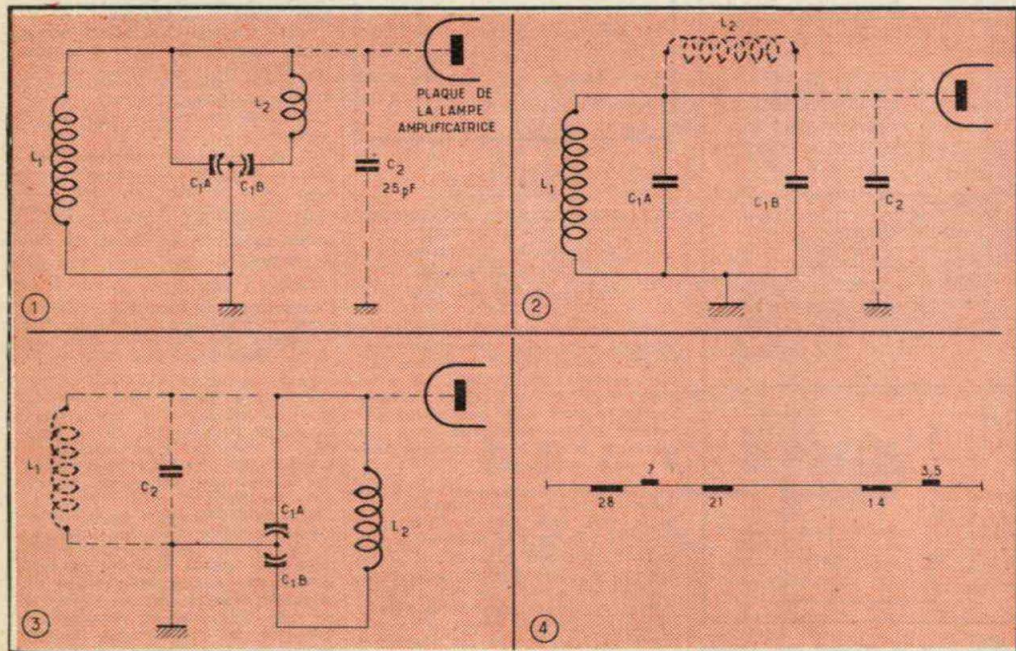 L₁
C₁A
C₁B
L₂
C₂
25pF
PLAQUE DE
LA LAMPE
AMPLIFICATRICE
1
L₂
L₁
C₁A
C₁B
C₂
2
L₁
C₂
C₁A
C₁B
L₂
3
7
3,5
28
21
14
4